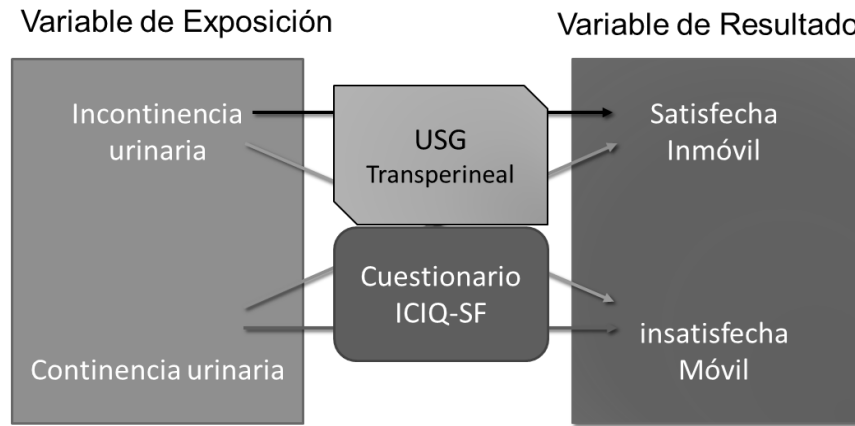 Variable de Exposición
Variable de Resultado
Incontinencia
urinaria
USG
Transperineal
Satisfecha
Inmóvil
Cuestionario
ICIQ-SF
Continencia urinaria
insatisfecha
Móvil